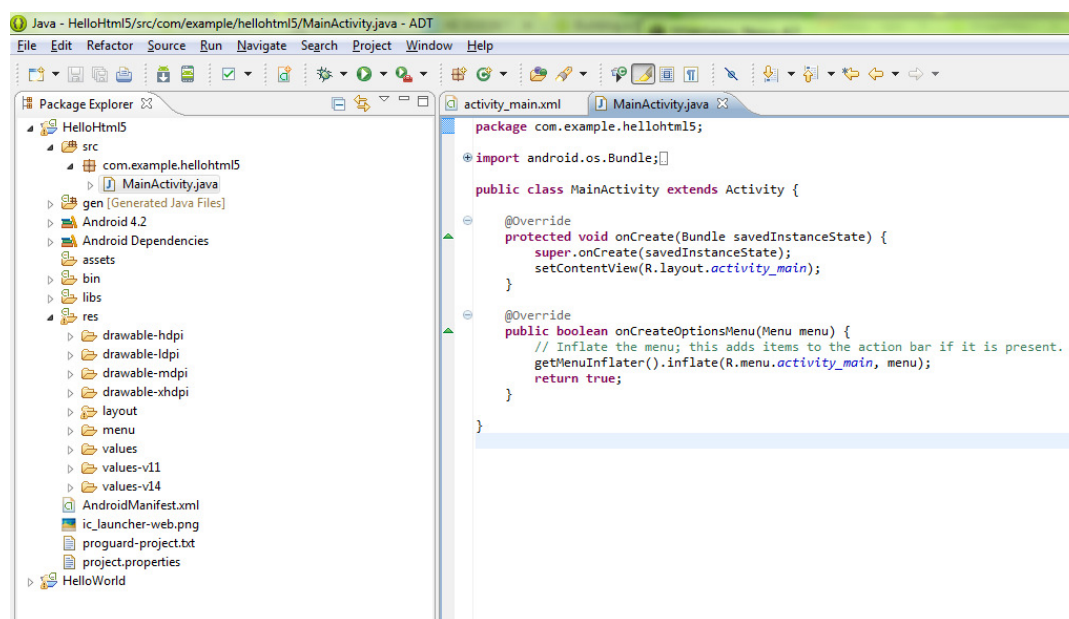 Java - HelloHtml5/src/com/example/hellohtml5/MainActivity.java - ADT
File Edit Refactor Source Run Navigate Search Project Window Help
Package Explorer
HelloHtml5
src
com.example.hellohtml5
MainActivity.java
gen [Generated Java Files]
Android 4.2
Android Dependencies
assets
bin
libs
res
drawable-hdpi
drawable-ldpi
drawable-mdpi
drawable-xhdpi
layout
menu
values
values-v11
values-v14
AndroidManifest.xml
ic_launcher-web.png
proguard-project.txt
project.properties
HelloWorld
activity_main.xml MainActivity.java
package com.example.hellohtml5;
import android.os.Bundle;
public class MainActivity extends Activity {
@Override
protected void onCreate(Bundle savedInstanceState) {
super.onCreate(savedInstanceState);
setContentView(R.layout.activity_main);
}
@Override
public boolean onCreateOptionsMenu(Menu menu) {
// Inflate the menu; this adds items to the action bar if it is present.
getMenuInflater().inflate(R.menu.activity_main, menu);
return true;
}
}